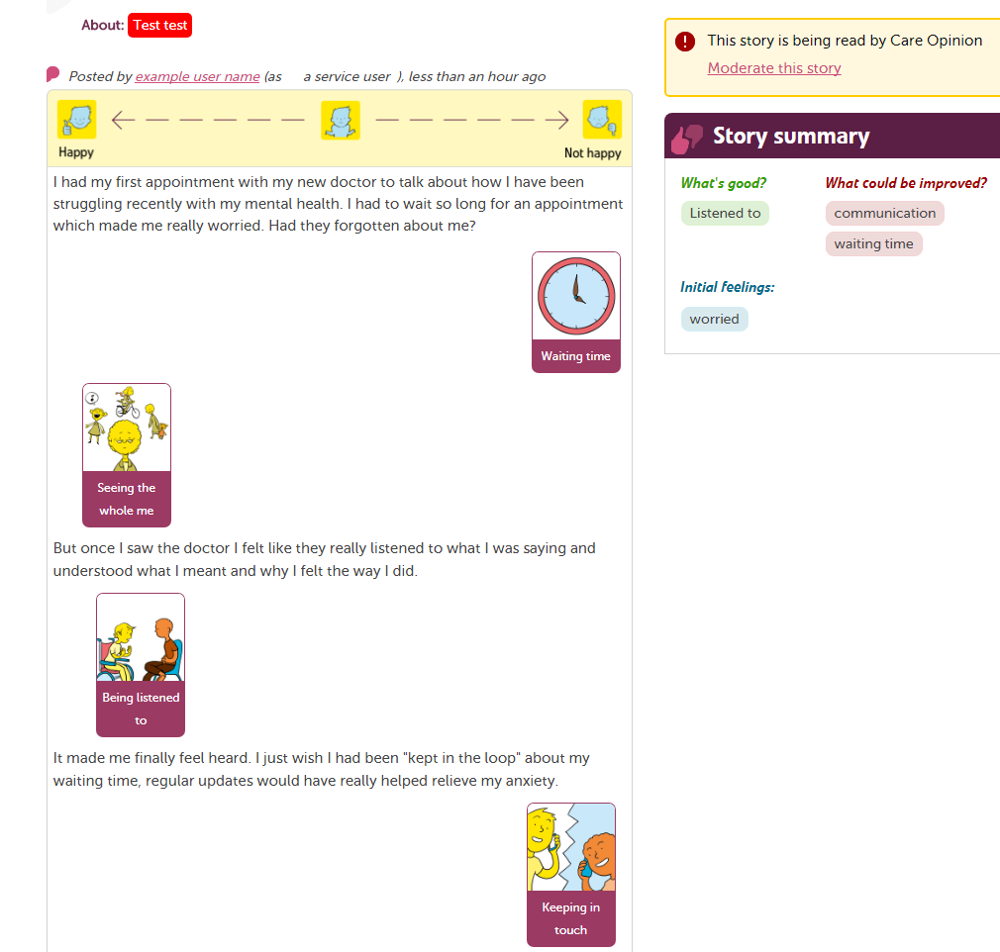 About: Test test
Posted by example user name (as a service user ), less than an hour ago
Happy
Not happy
I had my first appointment with my new doctor to talk about how I have been
struggling recently with my mental health. I had to wait so long for an appointment
which made me really worried. Had they forgotten about me?
Waiting time
Seeing the
whole me
But once I saw the doctor I felt like they really listened to what I was saying and
understood what I meant and why I felt the way I did.
Being listened
to
It made me finally feel heard. I just wish I had been "kept in the loop" about my
waiting time, regular updates would have really helped relieve my anxiety.
Keeping in
touch
This story is being read by Care Opinion
Moderate this story
Story summary
What's good?
Listened to
What could be improved?
communication
waiting time
Initial feelings:
worried